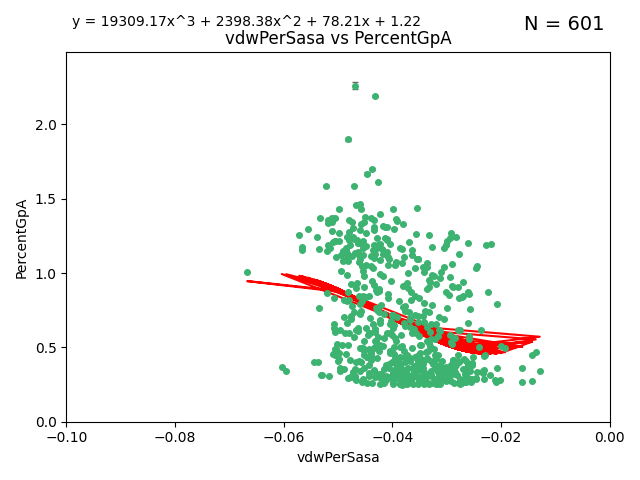 y = 19309.17x^3 + 2398.38x^2 + 78.21x + 1.22
N = 601
vdwPerSasa vs PercentGpA
PercentGpA
2.0
1.5
1.0
0.5
0.0
−0.10 −0.08 −0.06 −0.04 −0.02 0.00
vdwPerSasa